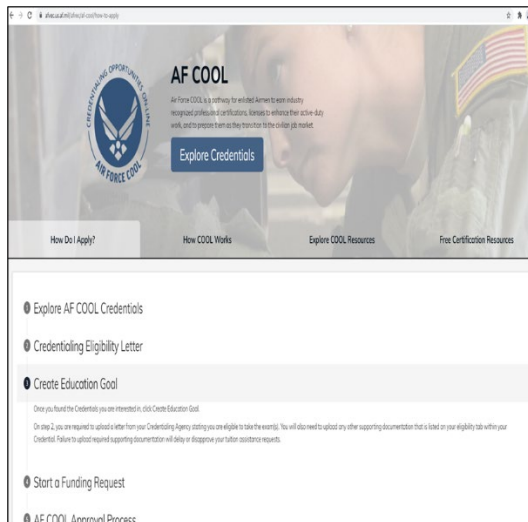 afvec.us.af.mil/afvec/af-cool/how-to-apply
CREDENTIALING OPPORTUNITIES ON-LINE
AIR FORCE COOL
AF COOL
Air Force COOL is a pathway for enlisted Airmen to earn industry
recognized professional certifications, licenses to enhance their active-duty
work, and to prepare them as they transition to the civilian job market.
Explore Credentials
How Do I Apply?
How COOL Works
Explore COOL Resources
Free Certification Resources
Explore AF COOL Credentials
Credentialing Eligibility Letter
3 Create Education Goal
Once you found the Credentials you are interested in, click Create Education Goal.
On step 2, you are required to upload a letter from your Credentialing Agency stating you are eligible to take the exam(s). You will also need to upload any other supporting documentation that is listed on your eligibility tab within your
Credential. Failure to upload required supporting documentation will delay or disapprove your tuition assistance requests.
Start a Funding Request
AF COOL Approval Process